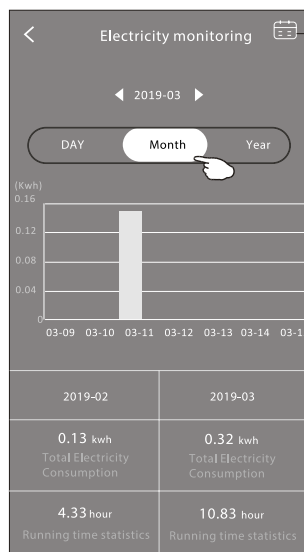 Electricity monitoring
2019-03
DAY Month Year
(Kwh)
0.16
0.12
0.08
0.04
0
03-09 03-10 03-11 03-12 03-13 03-14 03-1
2019-02 2019-03
0.13 kwh 0.32 kwh
Total Electricity Total Electricity
Consumption Consumption
4.33 hour 10.83 hour
Running time statistics Running time statistics